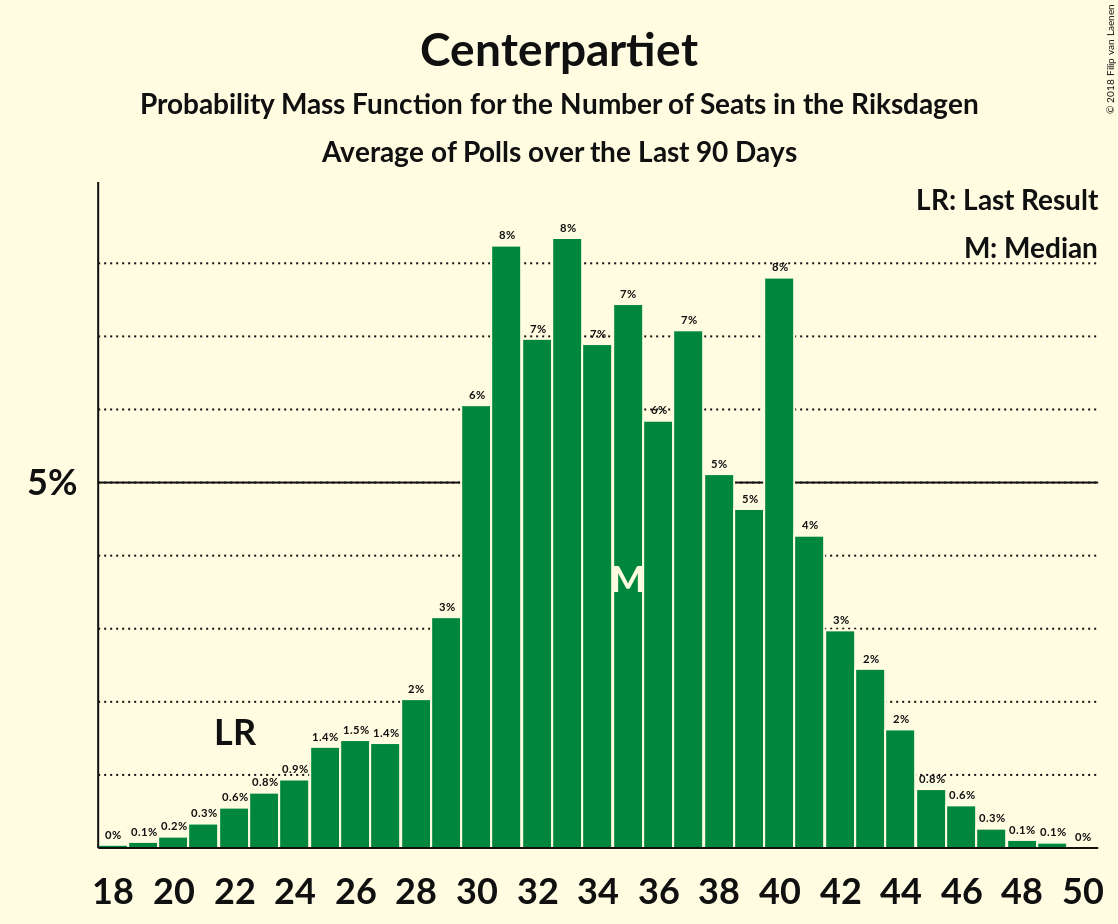 Centerpartiet
Probability Mass Function for the Number of Seats in the Riksdagen
Average of Polls over the Last 90 Days
© 2018 Filip van Laenen
LR: Last Result
M: Median
5%
0% 0.1% 0.2% 0.3% 0.6% 0.8% 0.9% 1.4% 1.5% 1.4% 2% 3% 6% 8% 7% 8% 7% 7% 6% 7% 5% 5% 8% 4% 3% 2% 2% 0.8% 0.6% 0.3% 0.1% 0.1% 0%
LR
M
18 20 22 24 26 28 30 32 34 36 38 40 42 44 46 48 50